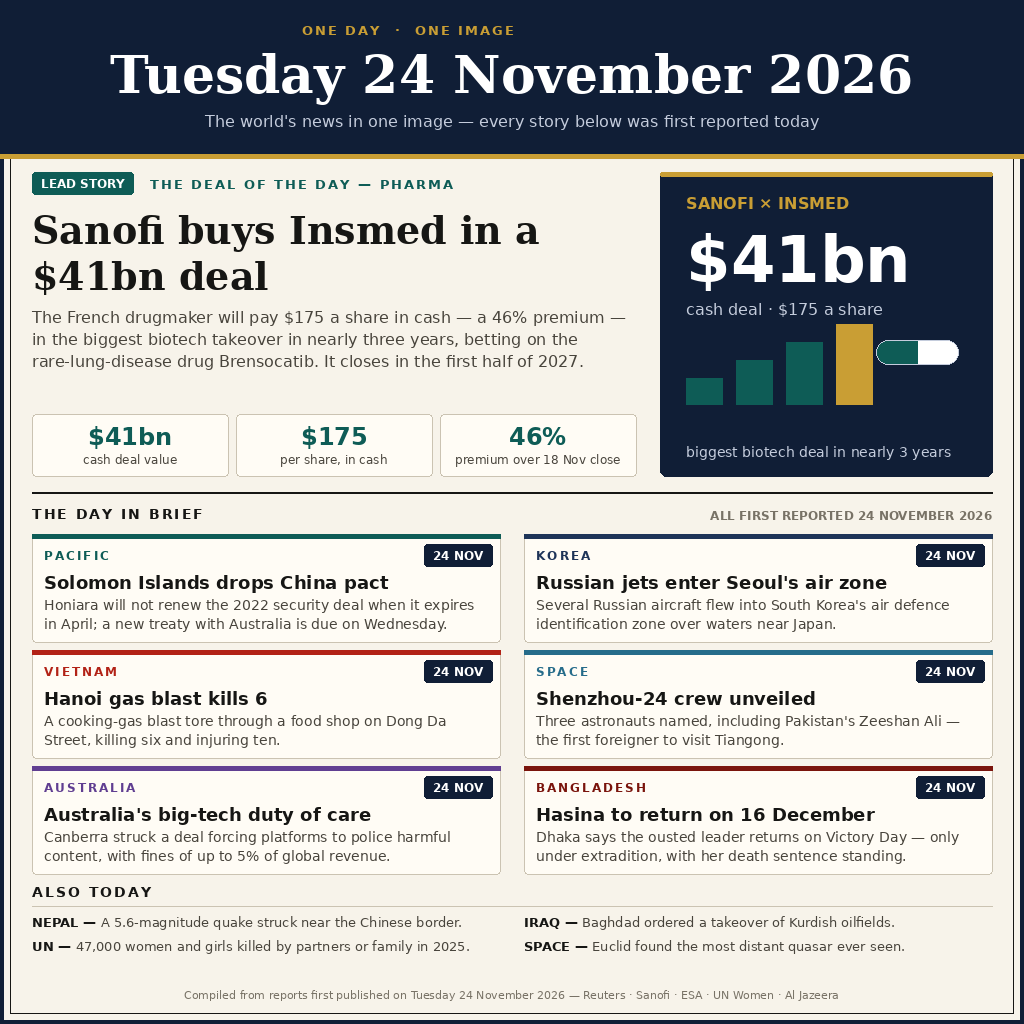 ONE DAY · ONE IMAGE
Tuesday 24 November 2026
The world's news in one image — every story below was first reported today
LEAD STORY
THE DEAL OF THE DAY — PHARMA
Sanofi buys Insmed in a
$41bn deal
The French drugmaker will pay $175 a share in cash — a 46% premium —
in the biggest biotech takeover in nearly three years, betting on the
rare-lung-disease drug Brensocatib. It closes in the first half of 2027.
$41bn
cash deal value
$175
per share, in cash
46%
premium over 18 Nov close
SANOFI × INSMED
$41bn
cash deal · $175 a share
biggest biotech deal in nearly 3 years
THE DAY IN BRIEF
ALL FIRST REPORTED 24 NOVEMBER 2026
PACIFIC
24 NOV
Solomon Islands drops China pact
Honiara will not renew the 2022 security deal when it expires
in April; a new treaty with Australia is due on Wednesday.
KOREA
24 NOV
Russian jets enter Seoul's air zone
Several Russian aircraft flew into South Korea's air defence
identification zone over waters near Japan.
VIETNAM
24 NOV
Hanoi gas blast kills 6
A cooking-gas blast tore through a food shop on Dong Da
Street, killing six and injuring ten.
SPACE
24 NOV
Shenzhou-24 crew unveiled
Three astronauts named, including Pakistan's Zeeshan Ali —
the first foreigner to visit Tiangong.
AUSTRALIA
24 NOV
Australia's big-tech duty of care
Canberra struck a deal forcing platforms to police harmful
content, with fines of up to 5% of global revenue.
BANGLADESH
24 NOV
Hasina to return on 16 December
Dhaka says the ousted leader returns on Victory Day — only
under extradition, with her death sentence standing.
ALSO TODAY
NEPAL — A 5.6-magnitude quake struck near the Chinese border.
IRAQ — Baghdad ordered a takeover of Kurdish oilfields.
UN — 47,000 women and girls killed by partners or family in 2025.
SPACE — Euclid found the most distant quasar ever seen.
Compiled from reports first published on Tuesday 24 November 2026 — Reuters · Sanofi · ESA · UN Women · Al Jazeera